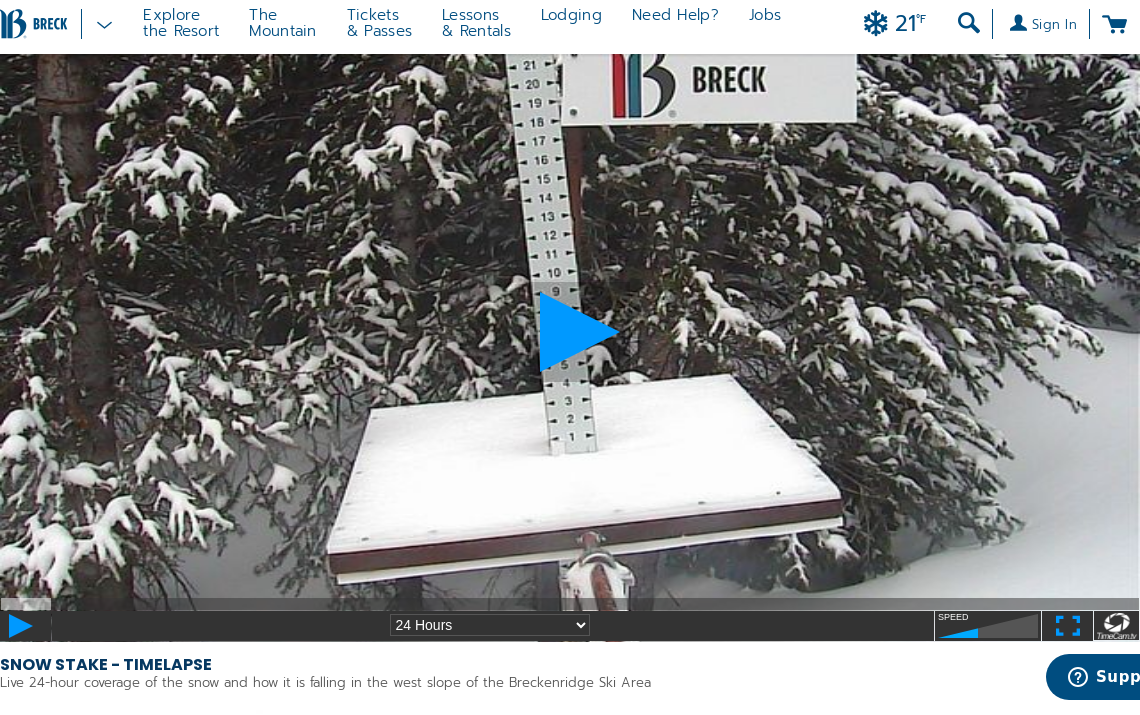 BRECK
Explore
the Resort
The
Mountain
Tickets
& Passes
Lessons
& Rentals
Lodging
Need Help?
Jobs
21°F
Sign In
21
20
19
18
17
16
15
14
13
12
11
10
9
5
4
3
2
1
BRECK
®
24 Hours
SPEED
TimeCam.tv
SNOW STAKE - TIMELAPSE
Live 24-hour coverage of the snow and how it is falling in the west slope of the Breckenridge Ski Area
Supp